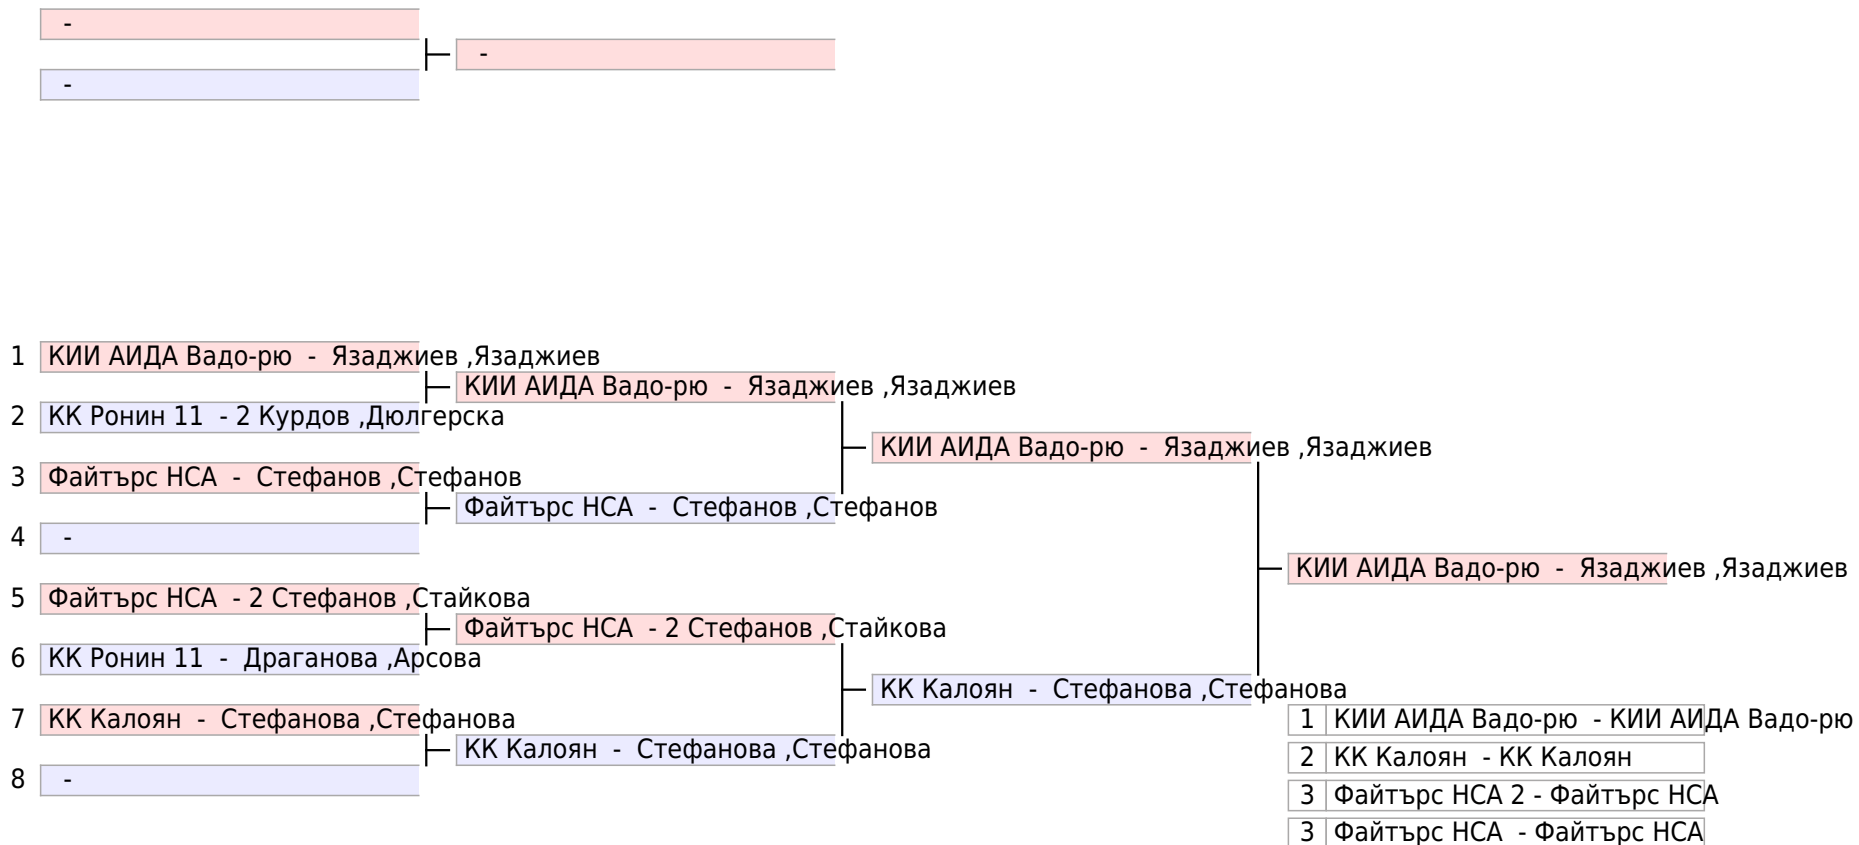 -
-
-
1 КИИ АИДА Вадо-рю - Язаджиев ,Язаджиев
КИИ АИДА Вадо-рю - Язаджиев ,Язаджиев
2 КК Ронин 11 - 2 Курдов ,Дюлгерска
КИИ АИДА Вадо-рю - Язаджиев ,Язаджиев
3 Файтърс НСА - Стефанов ,Стефанов
Файтърс НСА - Стефанов ,Стефанов
4 -
КИИ АИДА Вадо-рю - Язаджиев ,Язаджиев
5 Файтърс НСА - 2 Стефанов ,Стайкова
Файтърс НСА - 2 Стефанов ,Стайкова
6 КК Ронин 11 - Драганова ,Арсова
КК Калоян - Стефанова ,Стефанова
7 КК Калоян - Стефанова ,Стефанова
КК Калоян - Стефанова ,Стефанова
8 -
1 КИИ АИДА Вадо-рю - КИИ АИДА Вадо-рю
2 КК Калоян - КК Калоян
3 Файтърс НСА 2 - Файтърс НСА
3 Файтърс НСА - Файтърс НСА